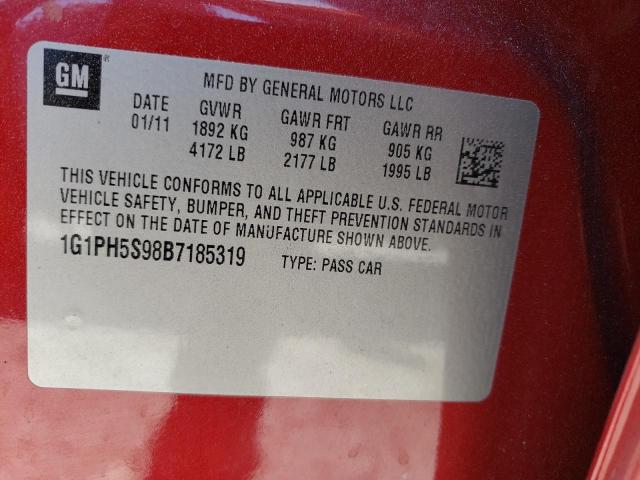 GM
MFD BY GENERAL MOTORS LLC
DATE GVWR GAWR FRT GAWR RR
01/11 1892 KG 987 KG 905 KG
4172 LB 2177 LB 1995 LB
THIS VEHICLE CONFORMS TO ALL APPLICABLE U.S. FEDERAL MOTOR
VEHICLE SAFETY, BUMPER, AND THEFT PREVENTION STANDARDS IN
EFFECT ON THE DATE OF MANUFACTURE SHOWN ABOVE.
1G1PH5S98B7185319 TYPE: PASS CAR